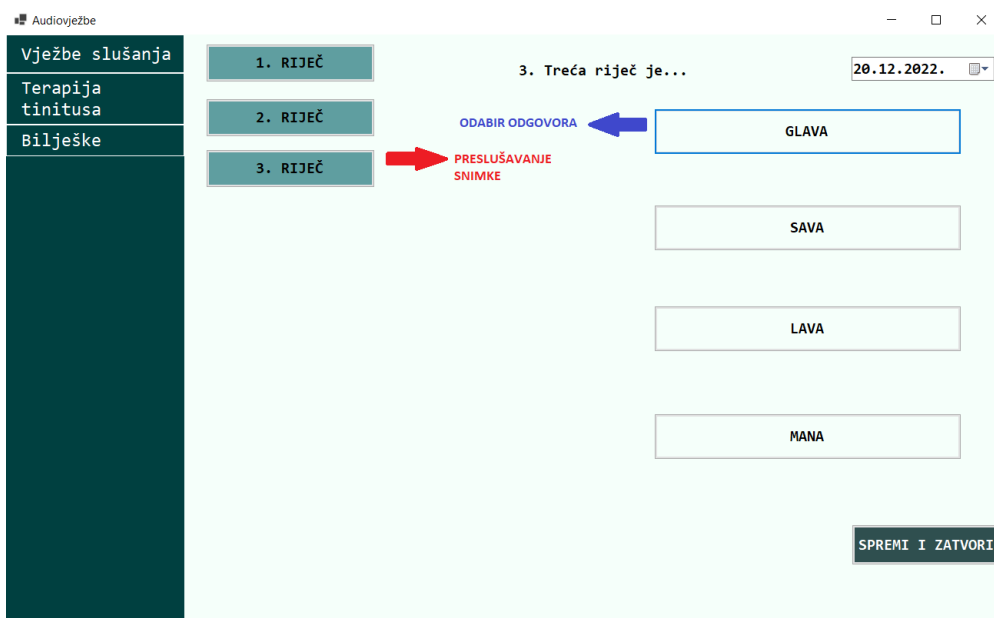 Audiovježbe
Vježbe slušanja
Terapija
tinitusa
Bilješke
1. RIJEČ
2. RIJEČ
3. RIJEČ
3. Treća riječ je...
20.12.2022.
ODABIR ODGOVORA
PRESLUŠAVANJE
SNIMKE
GLAVA
SAVA
LAVA
MANA
SPREMI I ZATVORI